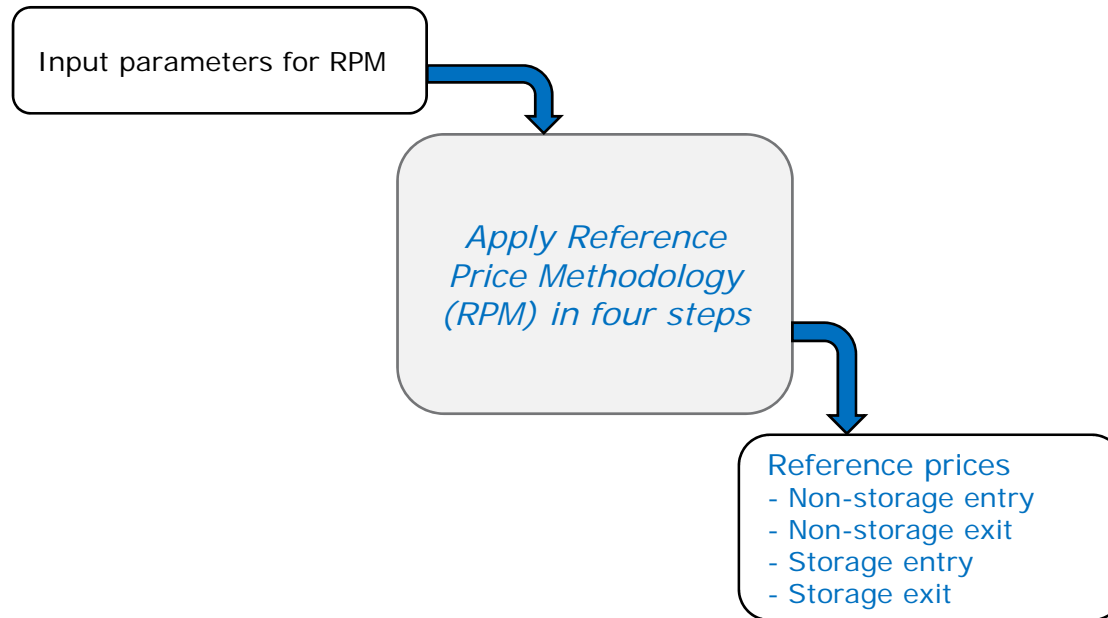 Input parameters for RPM
Apply Reference
Price Methodology
(RPM) in four steps
Reference prices
- Non-storage entry
- Non-storage exit
- Storage entry
- Storage exit